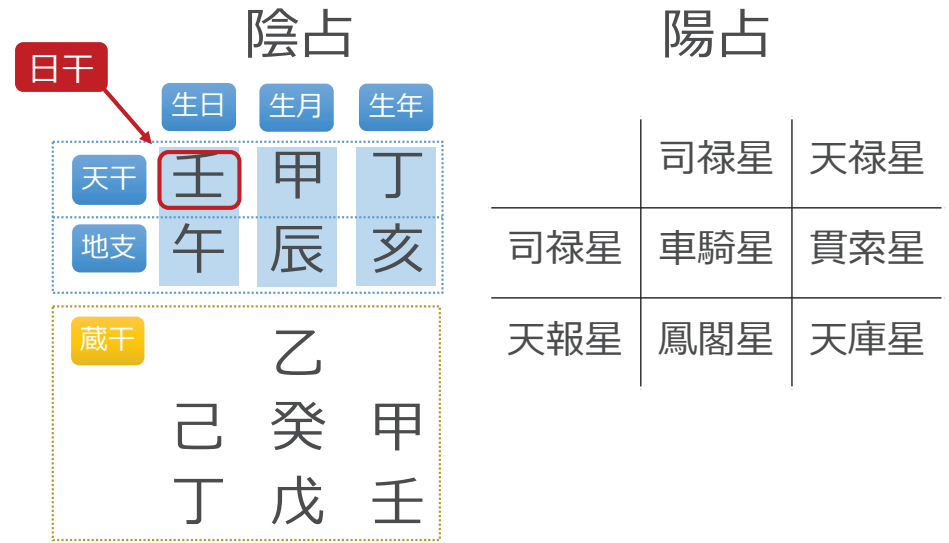 陰占
陽占
日干
生日 生月 生年
天干 壬 甲 丁
地支 午 辰 亥
蔵干 乙
己 癸 甲
丁 戊 壬
司禄星 天禄星
司禄星 車騎星 貫索星
天報星 鳳閣星 天庫星